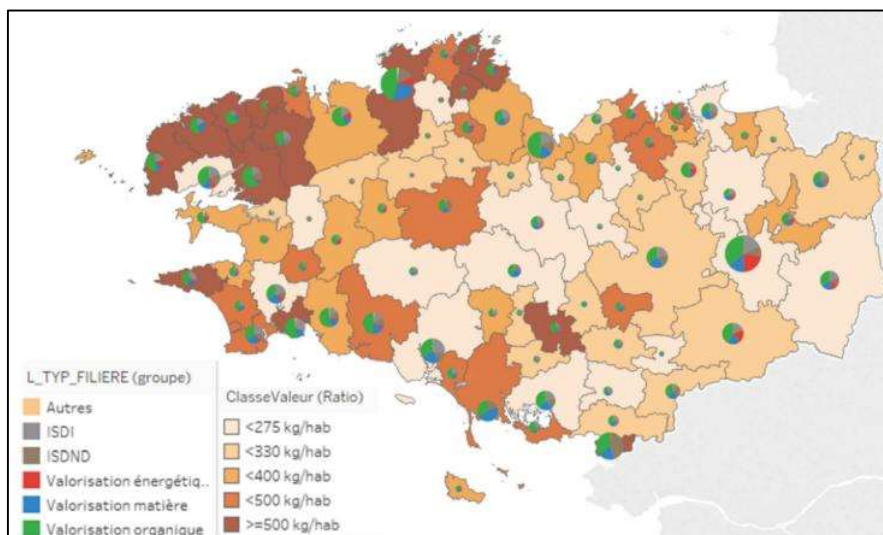 L_TYP_FILIERE (groupe)
Autres
ISDI
ISDND
Valorisation énergétiq..
Valorisation matière
Valorisation organique
ClasseValeur (Ratio)
<275 kg/hab
<330 kg/hab
<400 kg/hab
<500 kg/hab
>=500 kg/hab